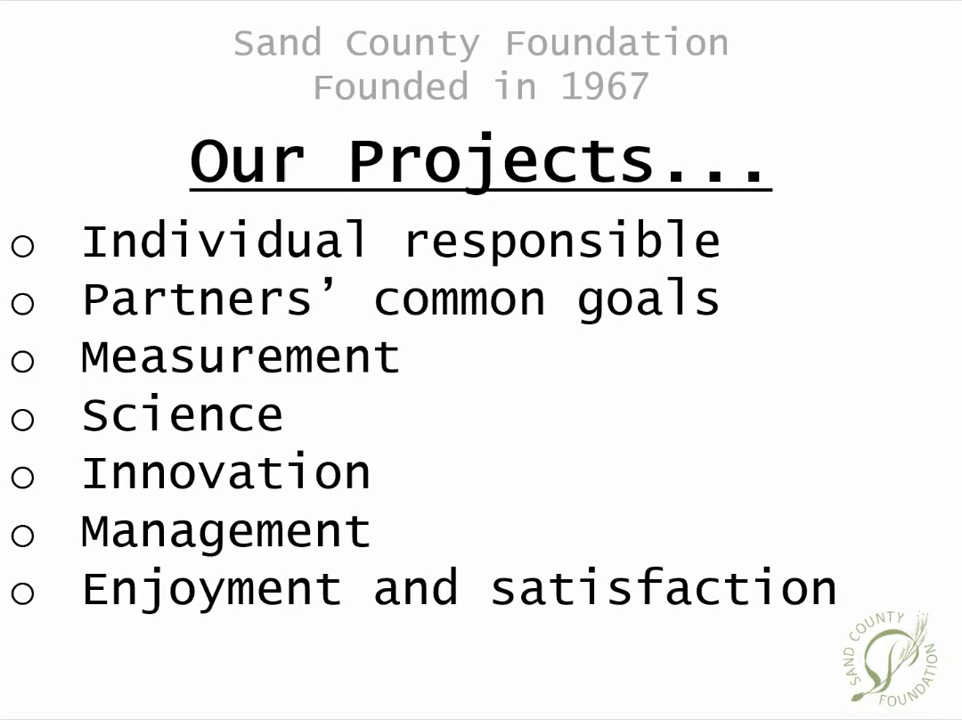 Sand County Foundation
Founded in 1967
Our Projects...
o Individual responsible
o Partners’ common goals
o Measurement
o Science
o Innovation
o Management
o Enjoyment and satisfaction
SAND COUNTY
FOUNDATION